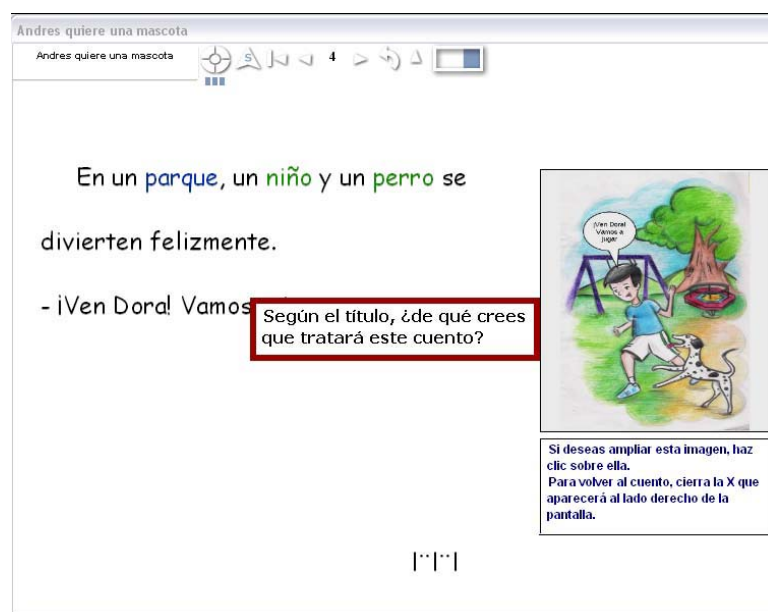 Andres quiere una mascota
Andres quiere una mascota
S
4
En un parque, un niño y un perro se
divierten felizmente.
- ¡Ven Dora! Vamos
Según el título, ¿de qué crees
que tratará este cuento?
¡Ven Dora!
Vamos a
jugar
Si deseas ampliar esta imagen, haz
clic sobre ella.
Para volver al cuento, cierra la X que
aparecerá al lado derecho de la
pantalla.